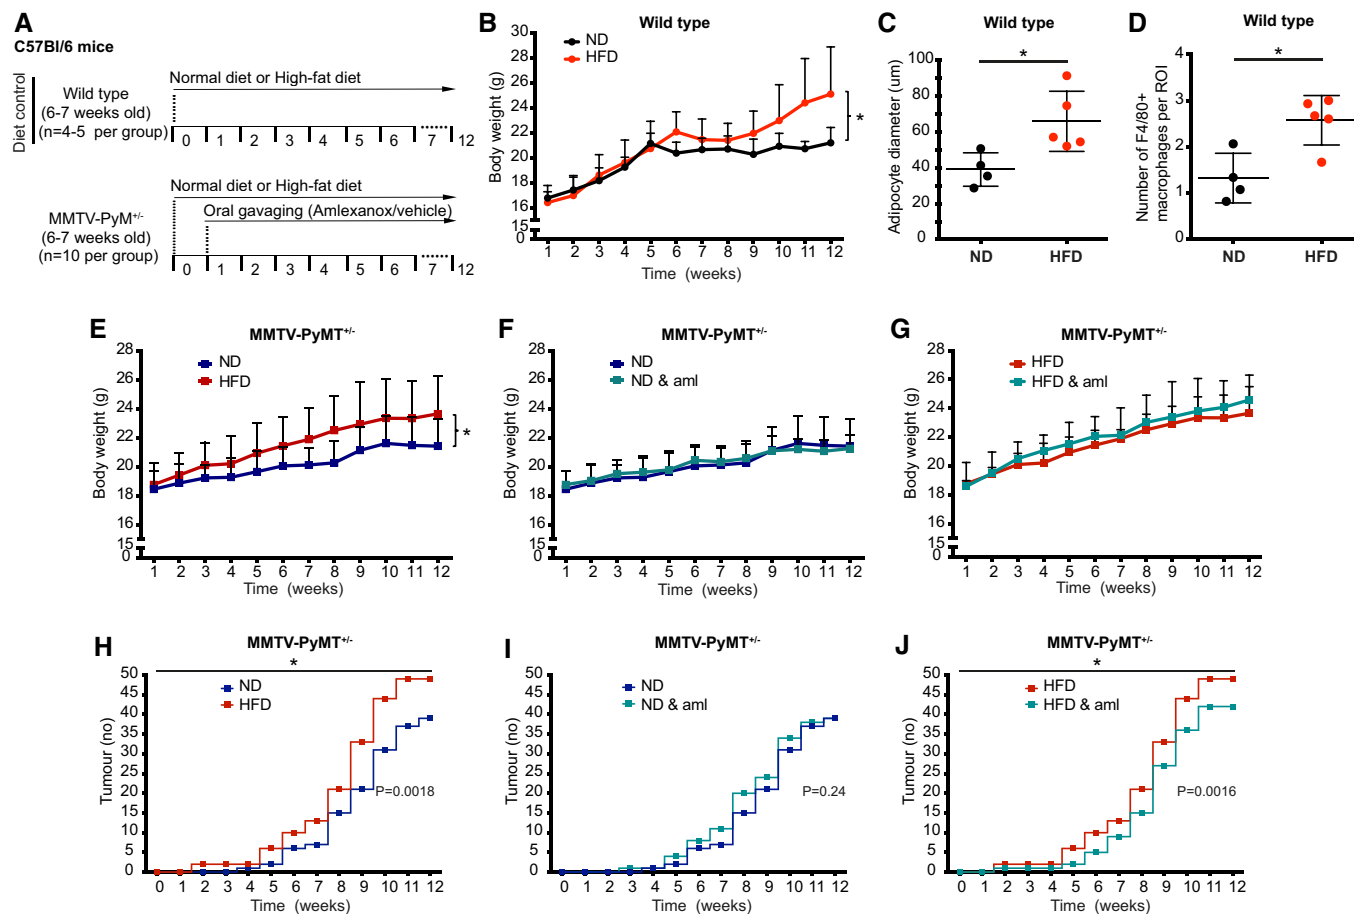 A
C57Bl/6 mice
Diet control
Wild type
(6-7 weeks old)
(n=4-5 per group)
Normal diet or High-fat diet
0 1 2 3 4 5 6 7 12
MMTV-PyM+/-
(6-7 weeks old)
(n=10 per group)
Normal diet or High-fat diet
Oral gavaging (Amlexanox/vehicle)
0 1 2 3 4 5 6 7 12
B
Wild type
ND
HFD
Body weight (g)
30
28
26
24
22
20
18
16
15
0
*
1 2 3 4 5 6 7 8 9 10 11 12
Time (weeks)
C
Wild type
*
Adipocyte diameter (um)
100
80
60
40
20
0
ND HFD
D
Wild type
*
Number of F4/80+
macrophages per ROI
4
3
2
1
0
ND HFD
E
MMTV-PyMT+/-
ND
HFD
Body weight (g)
28
26
24
22
20
18
16
15
0
*
1 2 3 4 5 6 7 8 9 10 11 12
Time (weeks)
F
MMTV-PyMT+/-
ND
ND & aml
Body weight (g)
28
26
24
22
20
18
16
15
0
1 2 3 4 5 6 7 8 9 10 11 12
Time (weeks)
G
MMTV-PyMT+/-
HFD
HFD & aml
Body weight (g)
28
26
24
22
20
18
16
15
0
1 2 3 4 5 6 7 8 9 10 11 12
Time (weeks)
H
MMTV-PyMT+/-
*
ND
HFD
Tumour (no)
50
45
40
35
30
25
20
15
10
5
0
P=0.0018
0 1 2 3 4 5 6 7 8 9 10 11 12
Time (weeks)
I
MMTV-PyMT+/-
ND
ND & aml
Tumour (no)
50
45
40
35
30
25
20
15
10
5
0
P=0.24
0 1 2 3 4 5 6 7 8 9 10 11 12
Time (weeks)
J
MMTV-PyMT+/-
*
HFD
HFD & aml
Tumour (no)
50
45
40
35
30
25
20
15
10
5
0
P=0.0016
0 1 2 3 4 5 6 7 8 9 10 11 12
Time (weeks)